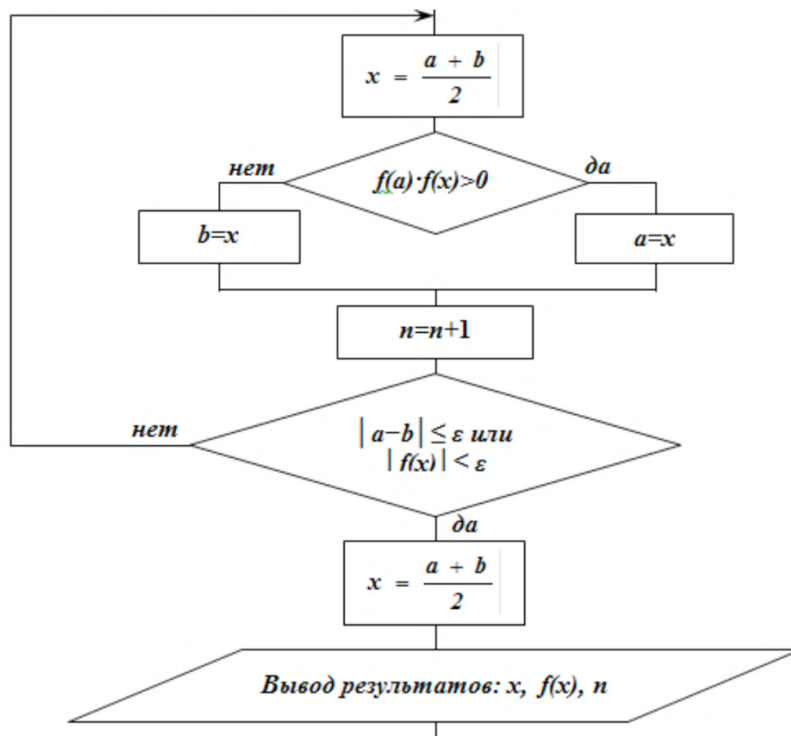 x = a + b / 2
нет
f(a)·f(x)>0
да
b=x
a=x
n=n+1
нет
| a−b | ≤ ε или
| f(x) | < ε
да
x = a + b / 2
Вывод результатов: x, f(x), n